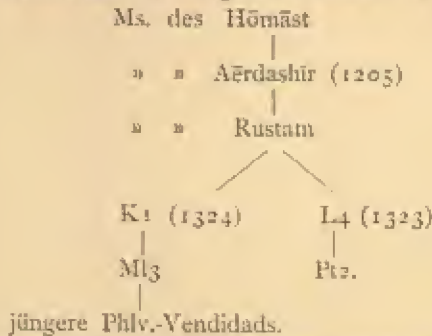 Ms. des Hōmāst
» » Aērdashīr (1205)
» » Rustam
K1 (1324) L4 (1323)
Ml3 Pt2.
jüngere Phlv.-Vendidads.